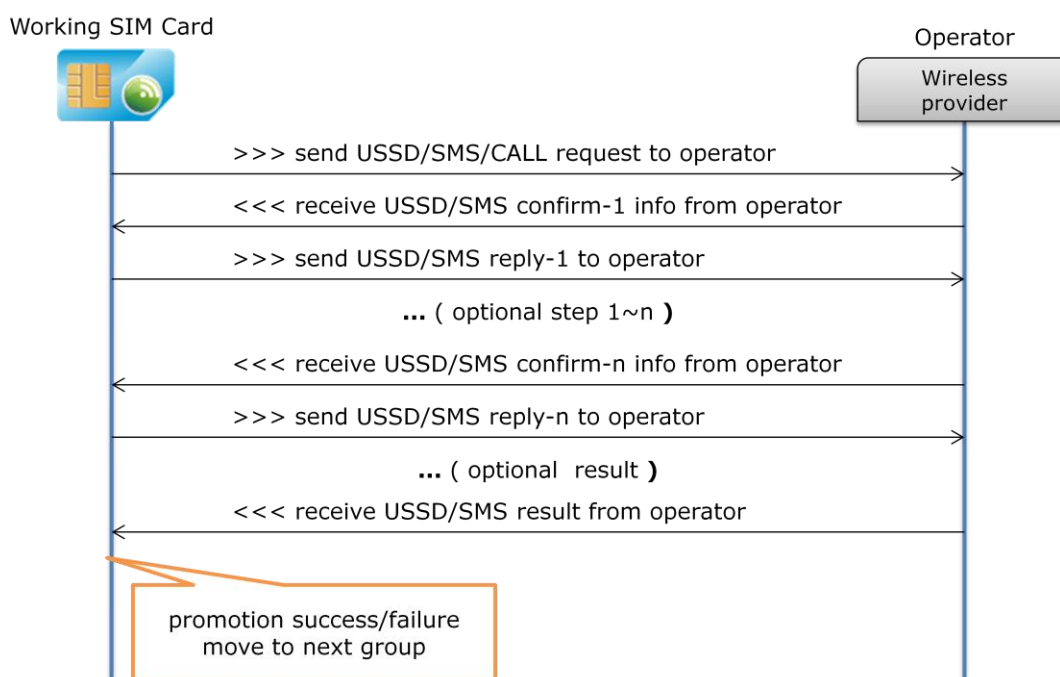 Working SIM Card
Operator
Wireless
provider
>>> send USSD/SMS/CALL request to operator
<<< receive USSD/SMS confirm-1 info from operator
>>> send USSD/SMS reply-1 to operator
... ( optional step 1~n )
<<< receive USSD/SMS confirm-n info from operator
>>> send USSD/SMS reply-n to operator
... ( optional  result )
<<< receive USSD/SMS result from operator
promotion success/failure
move to next group